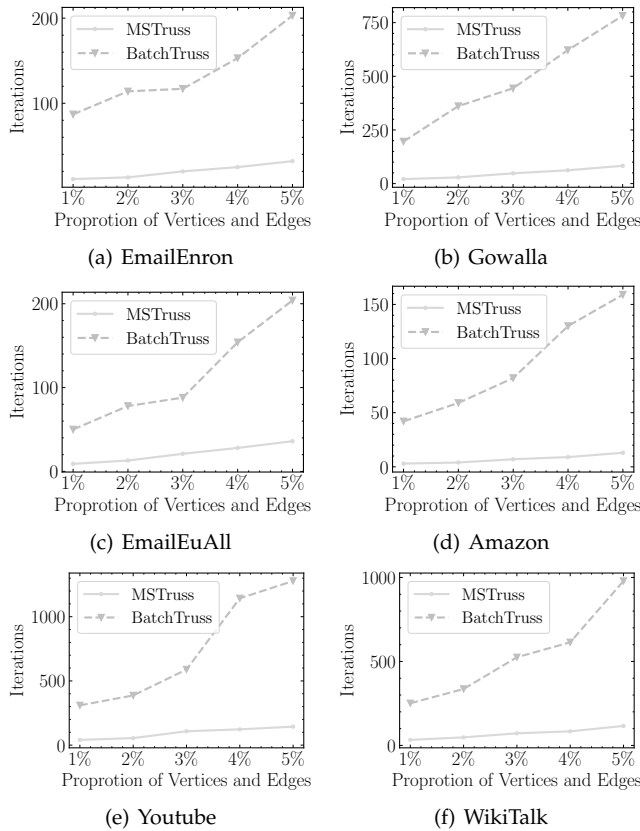 200
100
Iterations
MSTruss
BatchTruss
1% 2% 3% 4% 5%
Proprotion of Vertices and Edges
(a) EmailEnron
750
500
250
0
Iterations
MSTruss
BatchTruss
1% 2% 3% 4% 5%
Proportion of Vertices and Edges
(b) Gowalla
200
100
0
Iterations
MSTruss
BatchTruss
1% 2% 3% 4% 5%
Proprotion of Vertices and Edges
(c) EmailEuAll
150
100
50
0
Iterations
MSTruss
BatchTruss
1% 2% 3% 4% 5%
Proprotion of Vertices and Edges
(d) Amazon
1000
500
0
Iterations
MSTruss
BatchTruss
1% 2% 3% 4% 5%
Proprotion of Vertices and Edges
(e) Youtube
1000
500
0
Iterations
MSTruss
BatchTruss
1% 2% 3% 4% 5%
Proprotion of Vertices and Edges
(f) WikiTalk